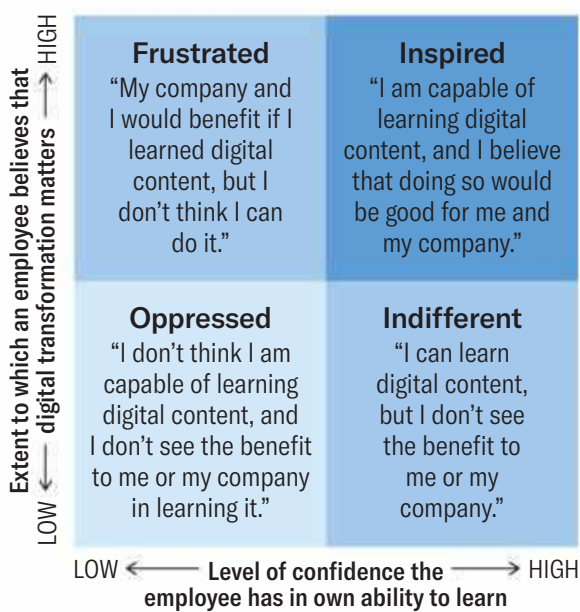 Extent to which an employee believes that
digital transformation matters
HIGH
LOW
Frustrated
“My company and
I would benefit if I
learned digital
content, but I
don’t think I can
do it.”
Inspired
“I am capable of
learning digital
content, and I believe
that doing so would
be good for me and
my company.”
Oppressed
“I don’t think I am
capable of learning
digital content, and
I don’t see the benefit
to me or my company
in learning it.”
Indifferent
“I can learn
digital content,
but I don’t see
the benefit to
me or my
company.”
LOW
Level of confidence the
employee has in own ability to learn
HIGH